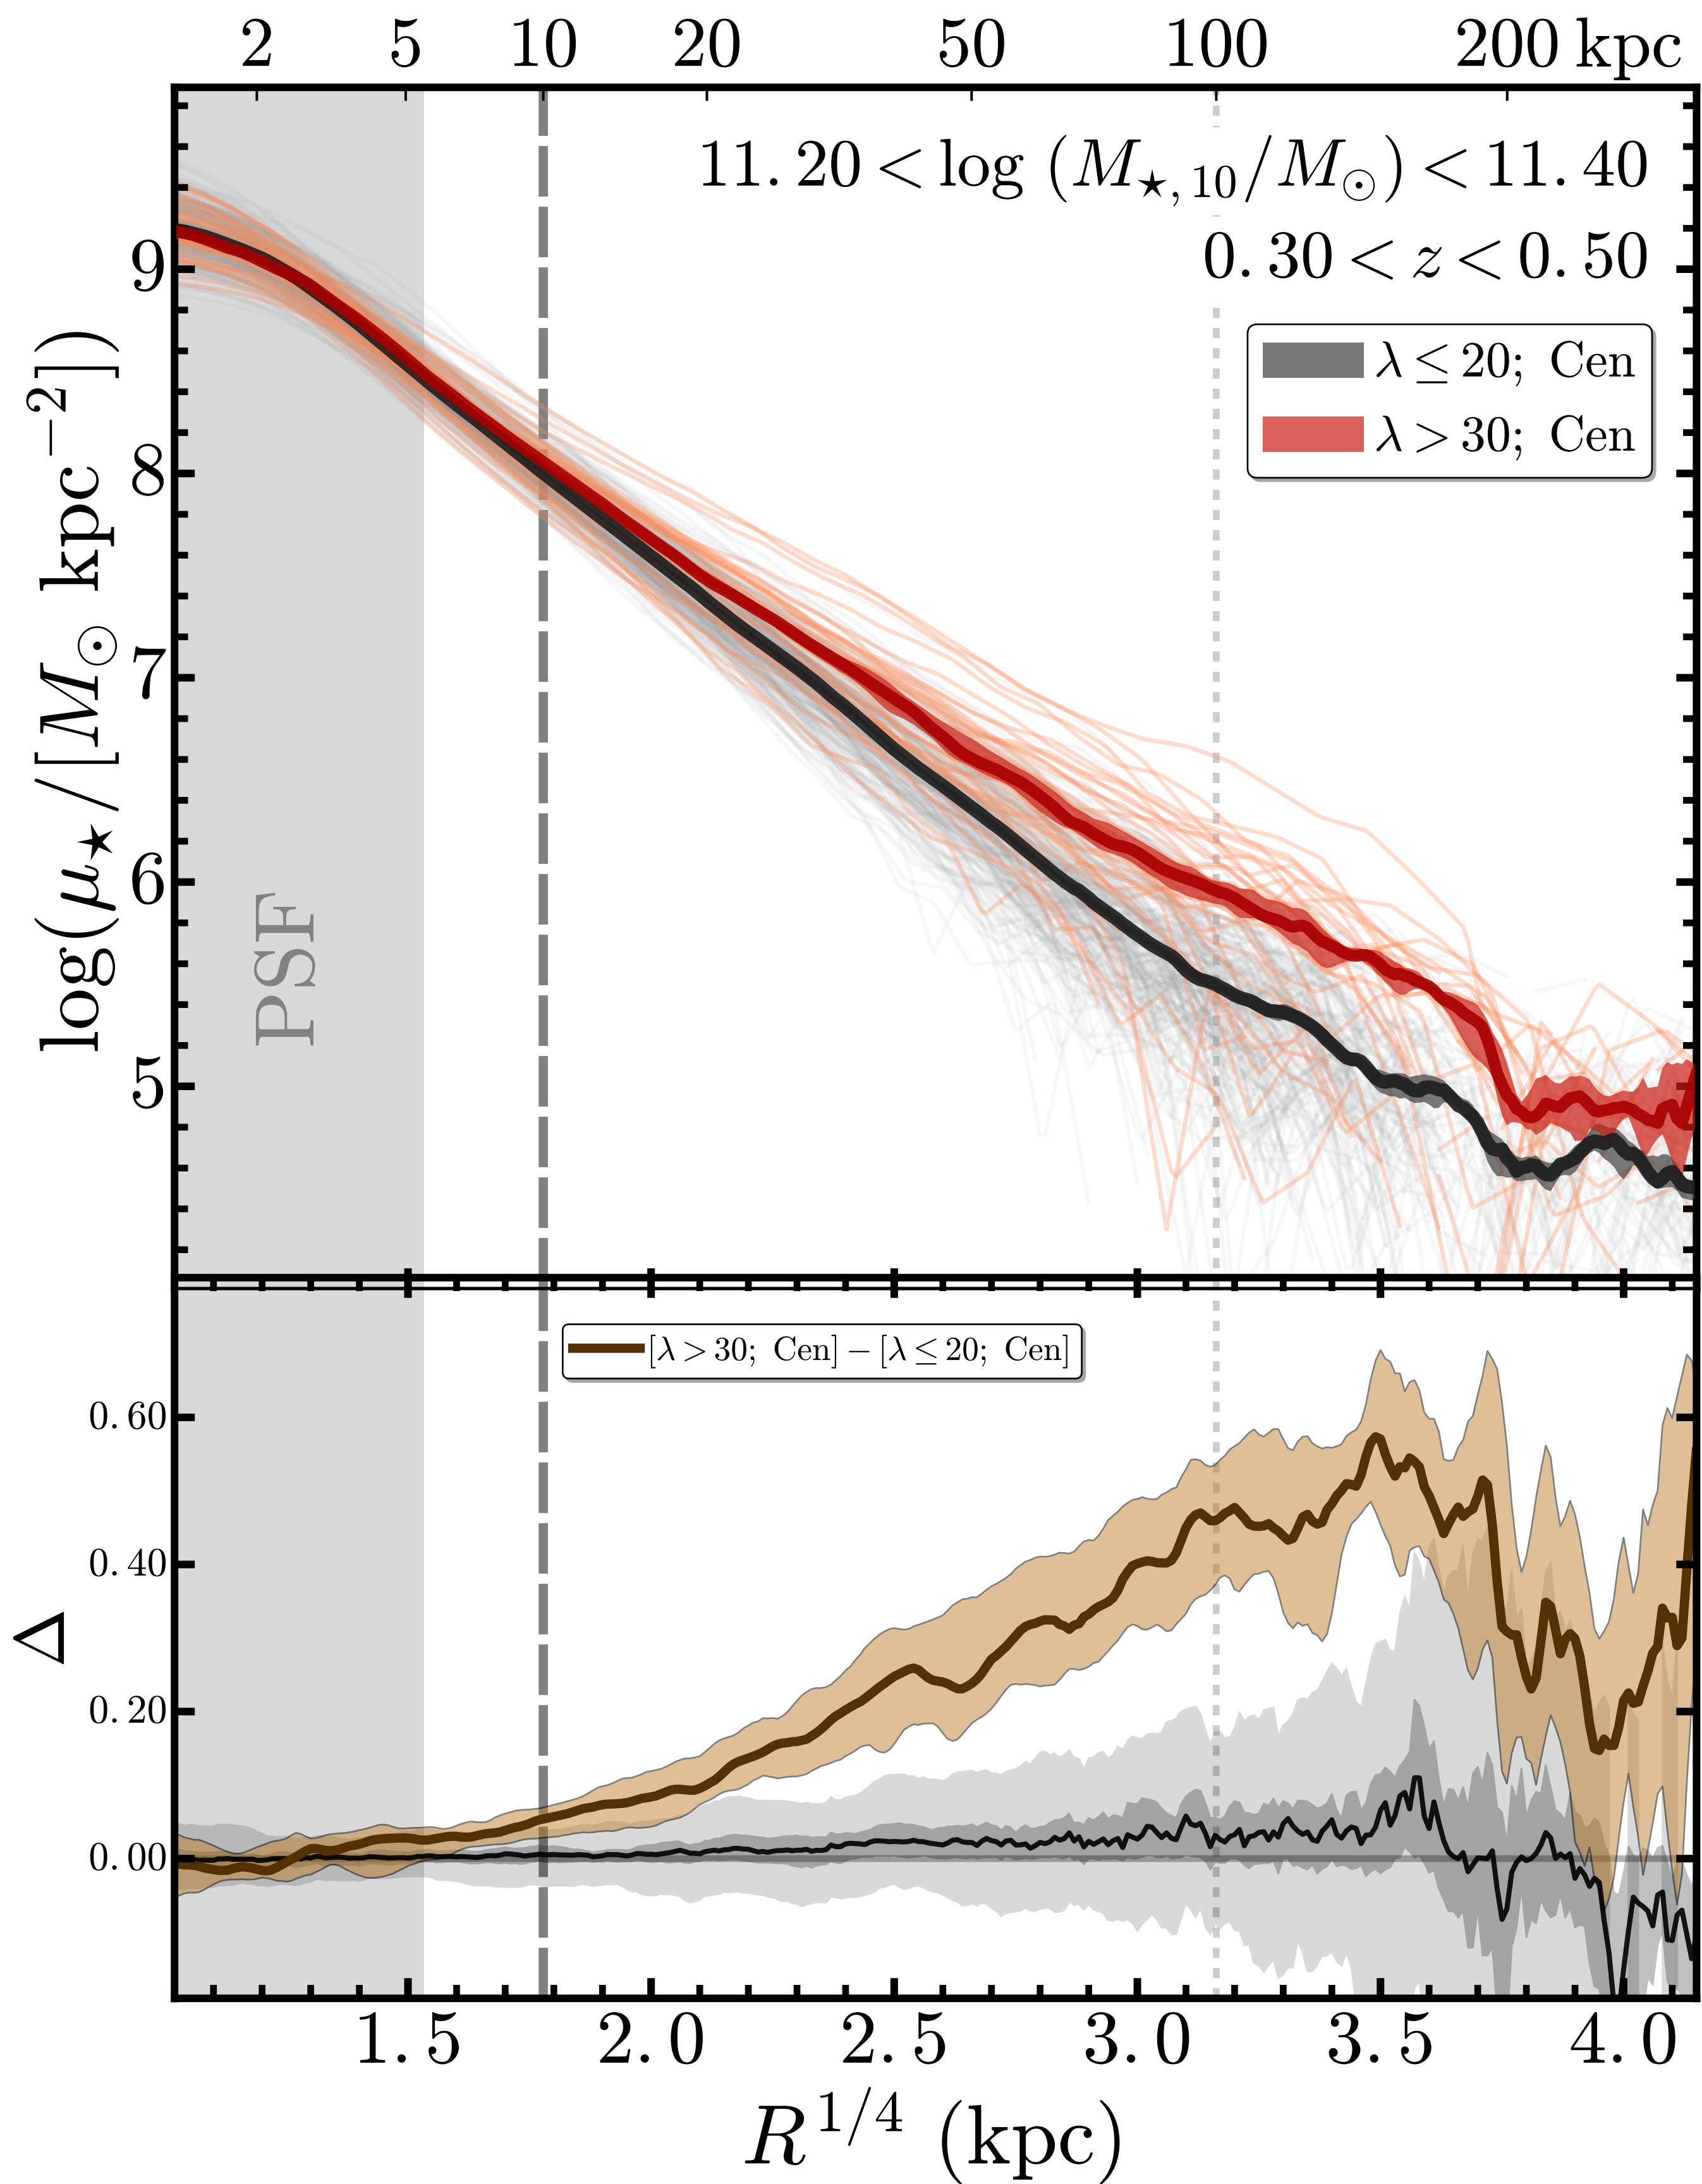 2 5 10 20 50 100 200 kpc
11.20 < log (M⋆,10/M⊙) < 11.40
0.30 < z < 0.50
λ ≤ 20; Cen
λ > 30; Cen
9
8
7
6
5
log(μ⋆/[M⊙ kpc⁻²])
PSF
[λ > 30; Cen] − [λ ≤ 20; Cen]
0.60
0.40
0.20
0.00
Δ
1.5 2.0 2.5 3.0 3.5 4.0
R^1/4 (kpc)